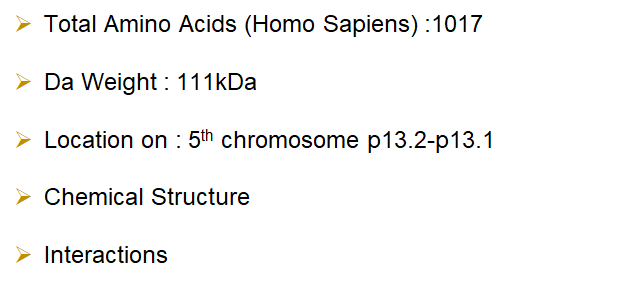 Total Amino Acids (Homo Sapiens) :1017
Da Weight : 111kDa
Location on : 5th chromosome p13.2-p13.1
Chemical Structure
Interactions